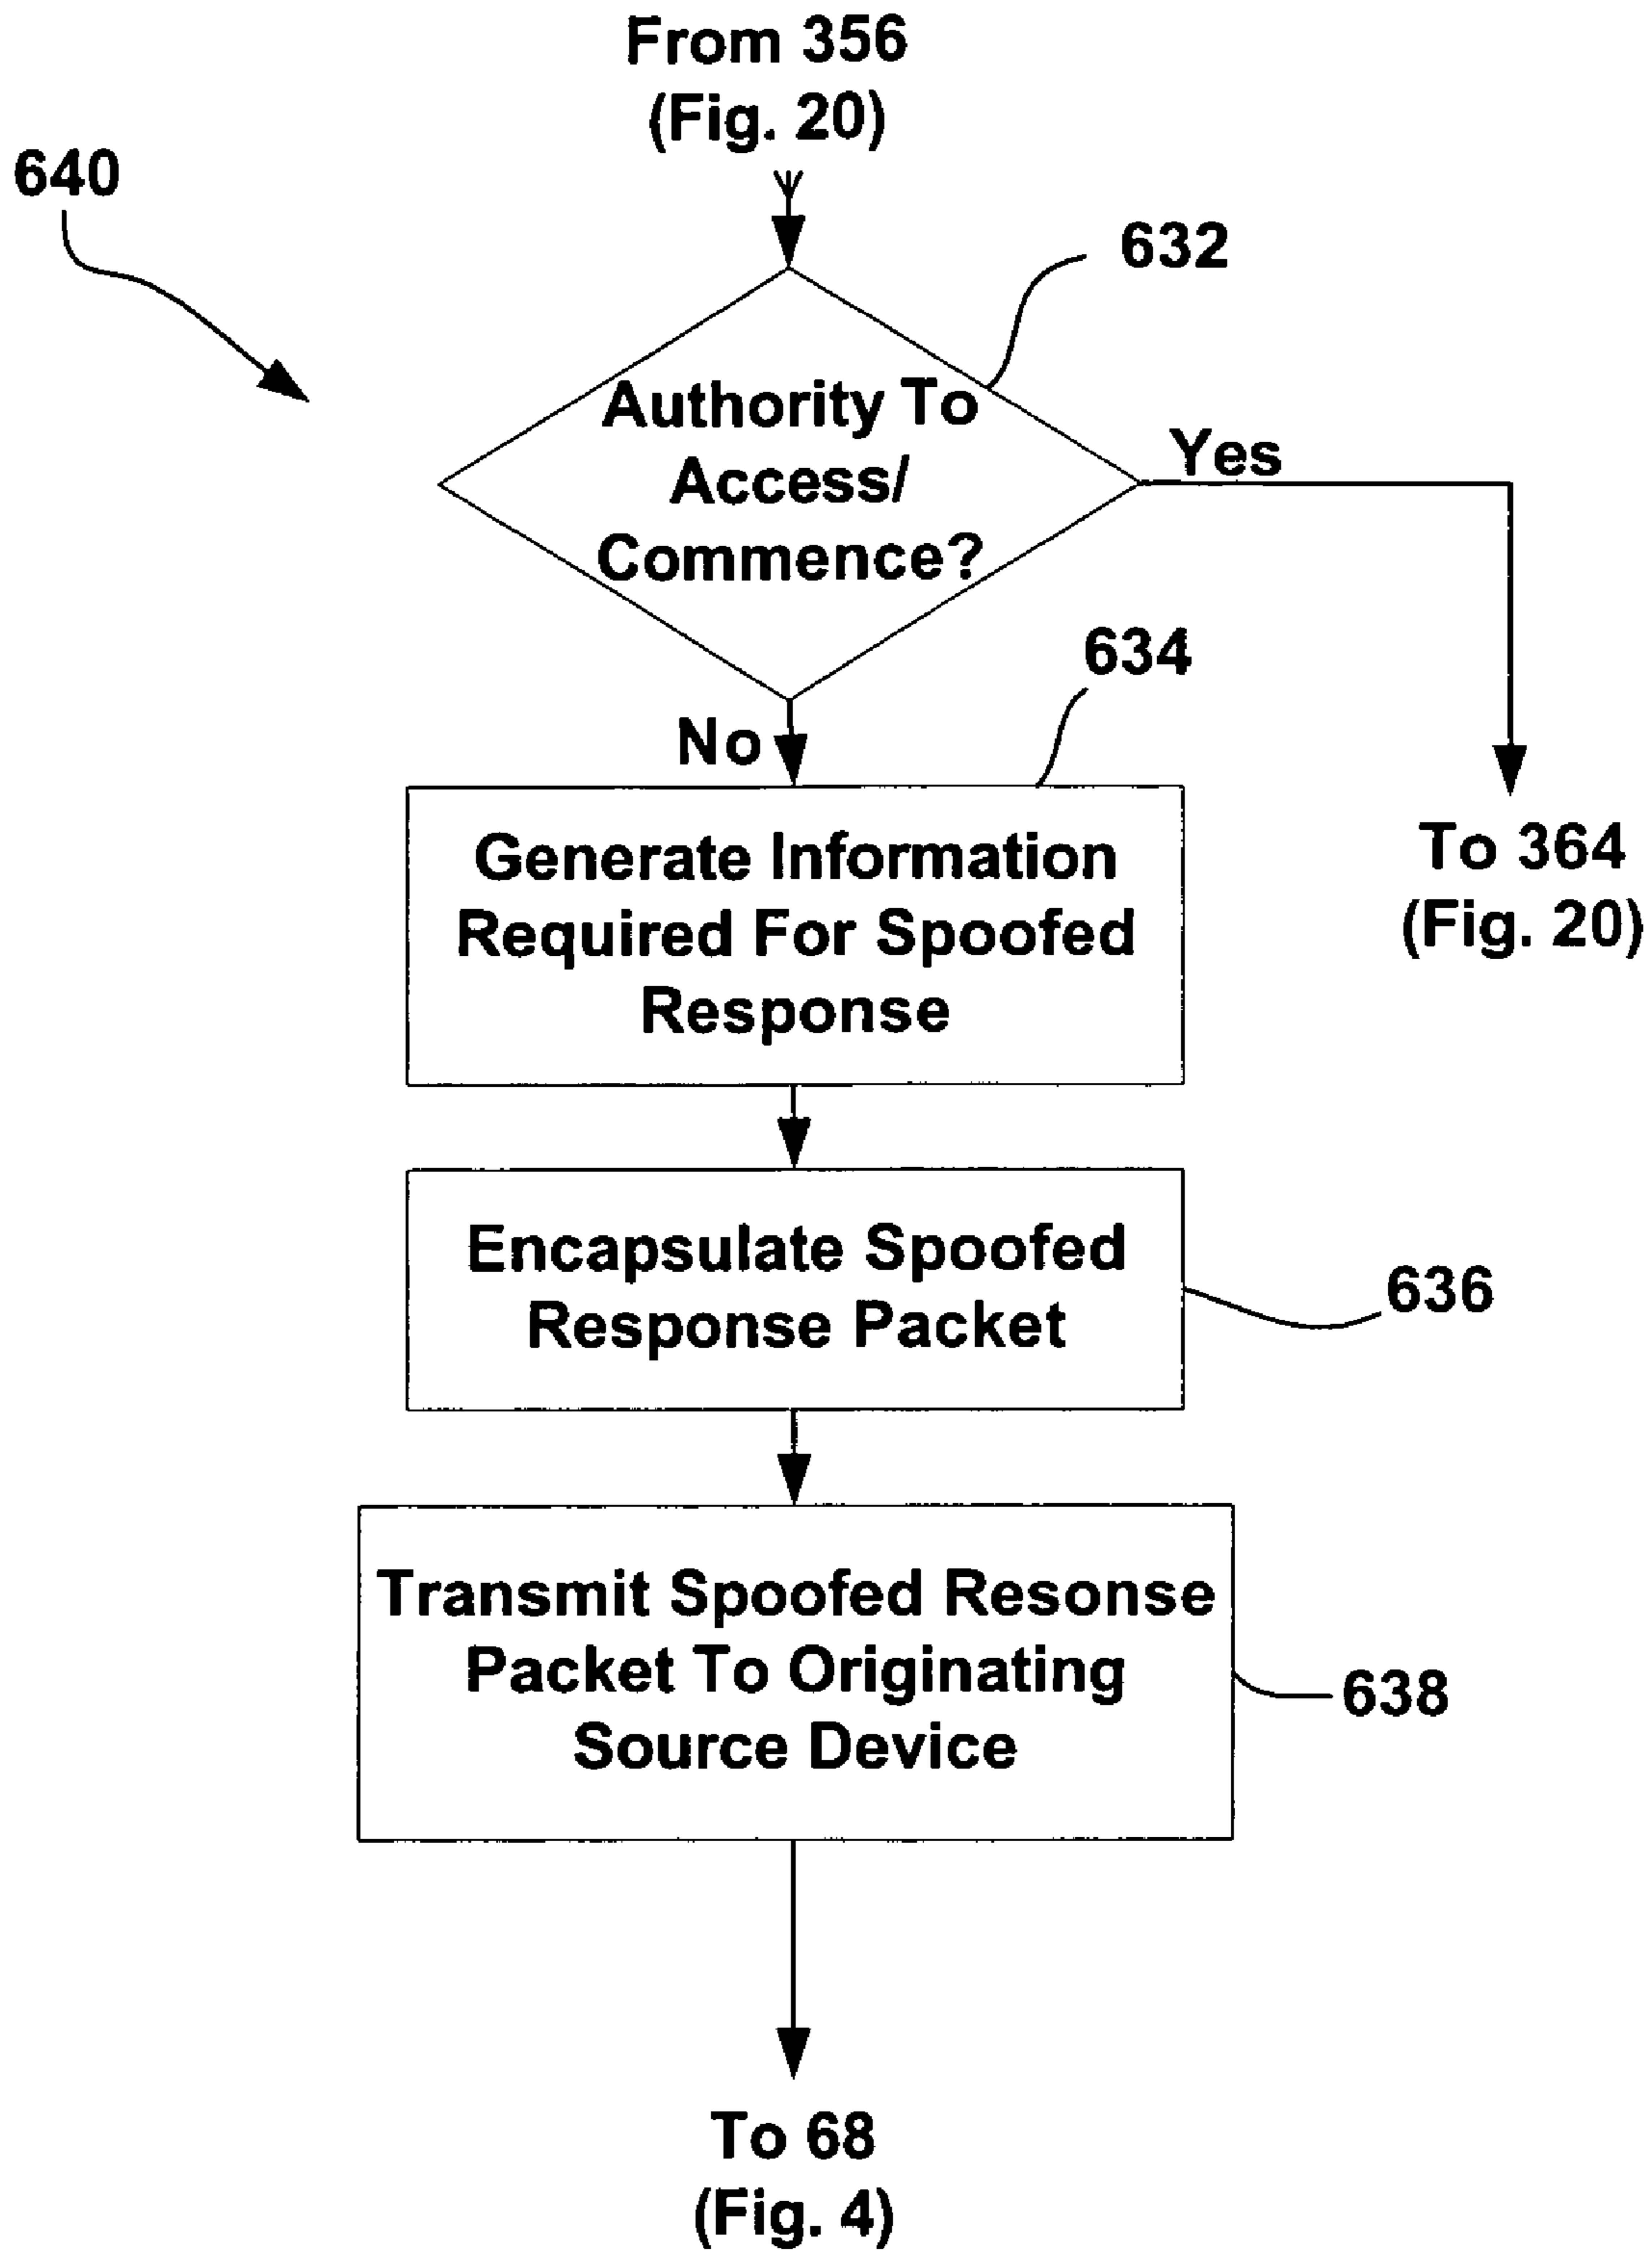 From 356
(Fig. 20)
640
632
Authority To
Access/
Commence?
Yes
634
No
To 364
(Fig. 20)
Generate Information
Required For Spoofed
Response
Encapsulate Spoofed
Response Packet
636
Transmit Spoofed Resonse
Packet To Originating
Source Device
638
To 68
(Fig. 4)